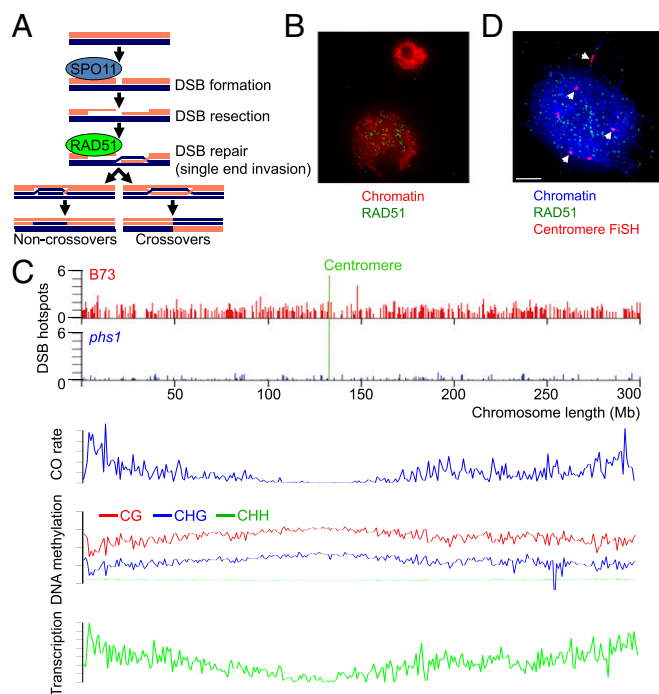 A
SPO11
DSB formation
DSB resection
RAD51
DSB repair
(single end invasion)
Non-crossovers
Crossovers
B
Chromatin
RAD51
D
Chromatin
RAD51
Centromere FiSH
C
Centromere
6
B73
0
6
phs1
0
DSB hotspots
50
100
150
200
250
300
Chromosome length (Mb)
CO rate
CG
CHG
CHH
DNA methylation
Transcription